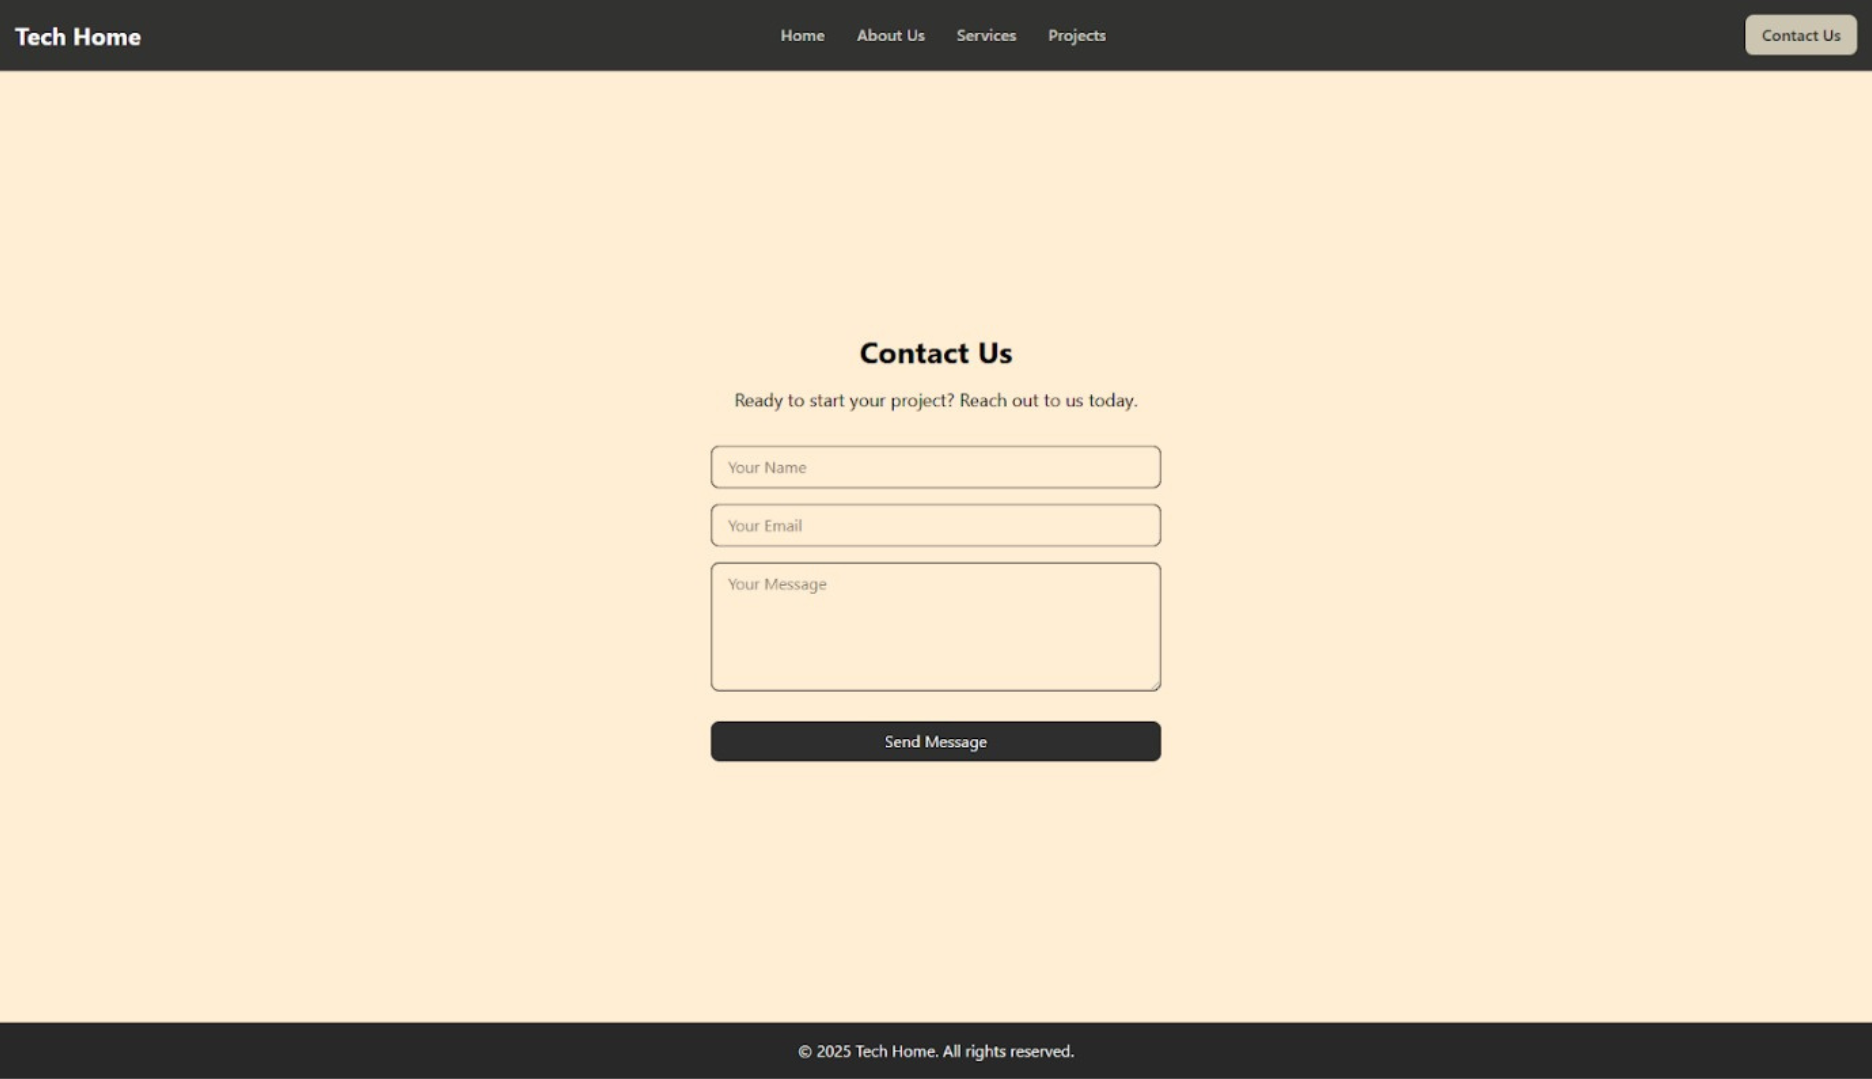 Tech Home
Home
About Us
Services
Projects
Contact Us
Contact Us
Ready to start your project? Reach out to us today.
Your Name
Your Email
Your Message
Send Message
© 2025 Tech Home. All rights reserved.